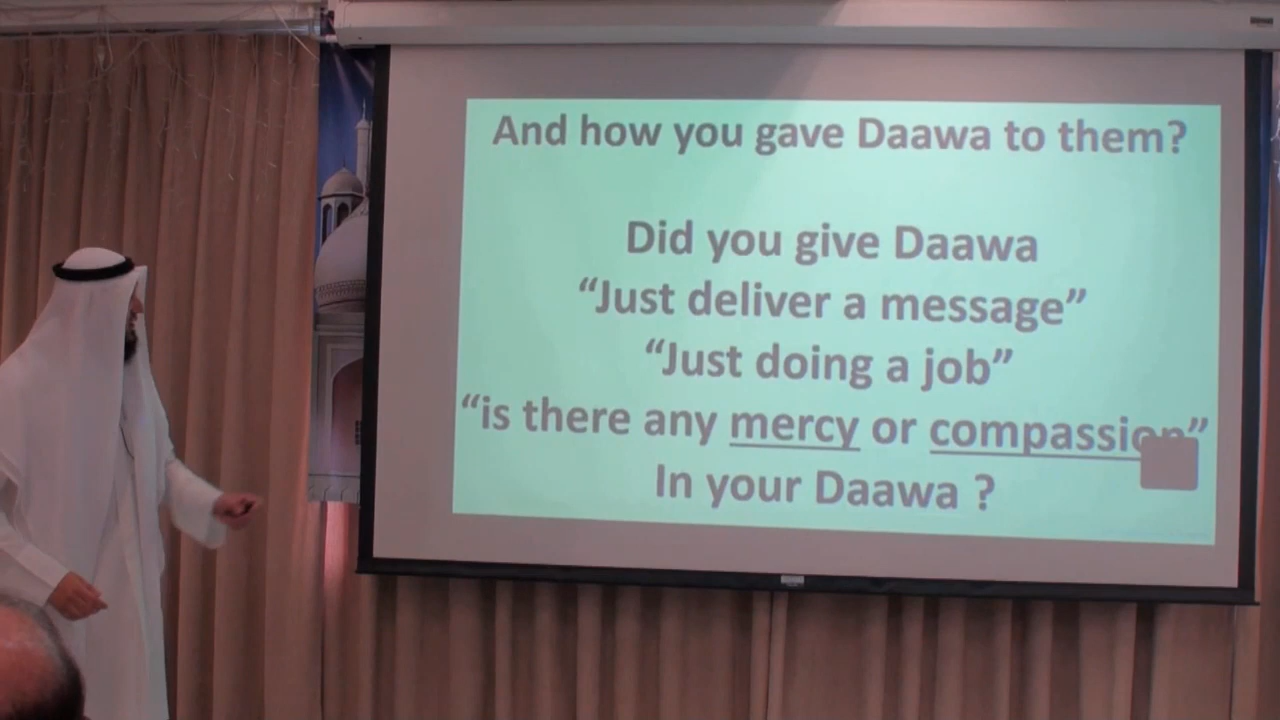 And how you gave Daawa to them?
Did you give Daawa
“Just deliver a message”
“Just doing a job”
“is there any mercy or compassion”
In your Daawa ?